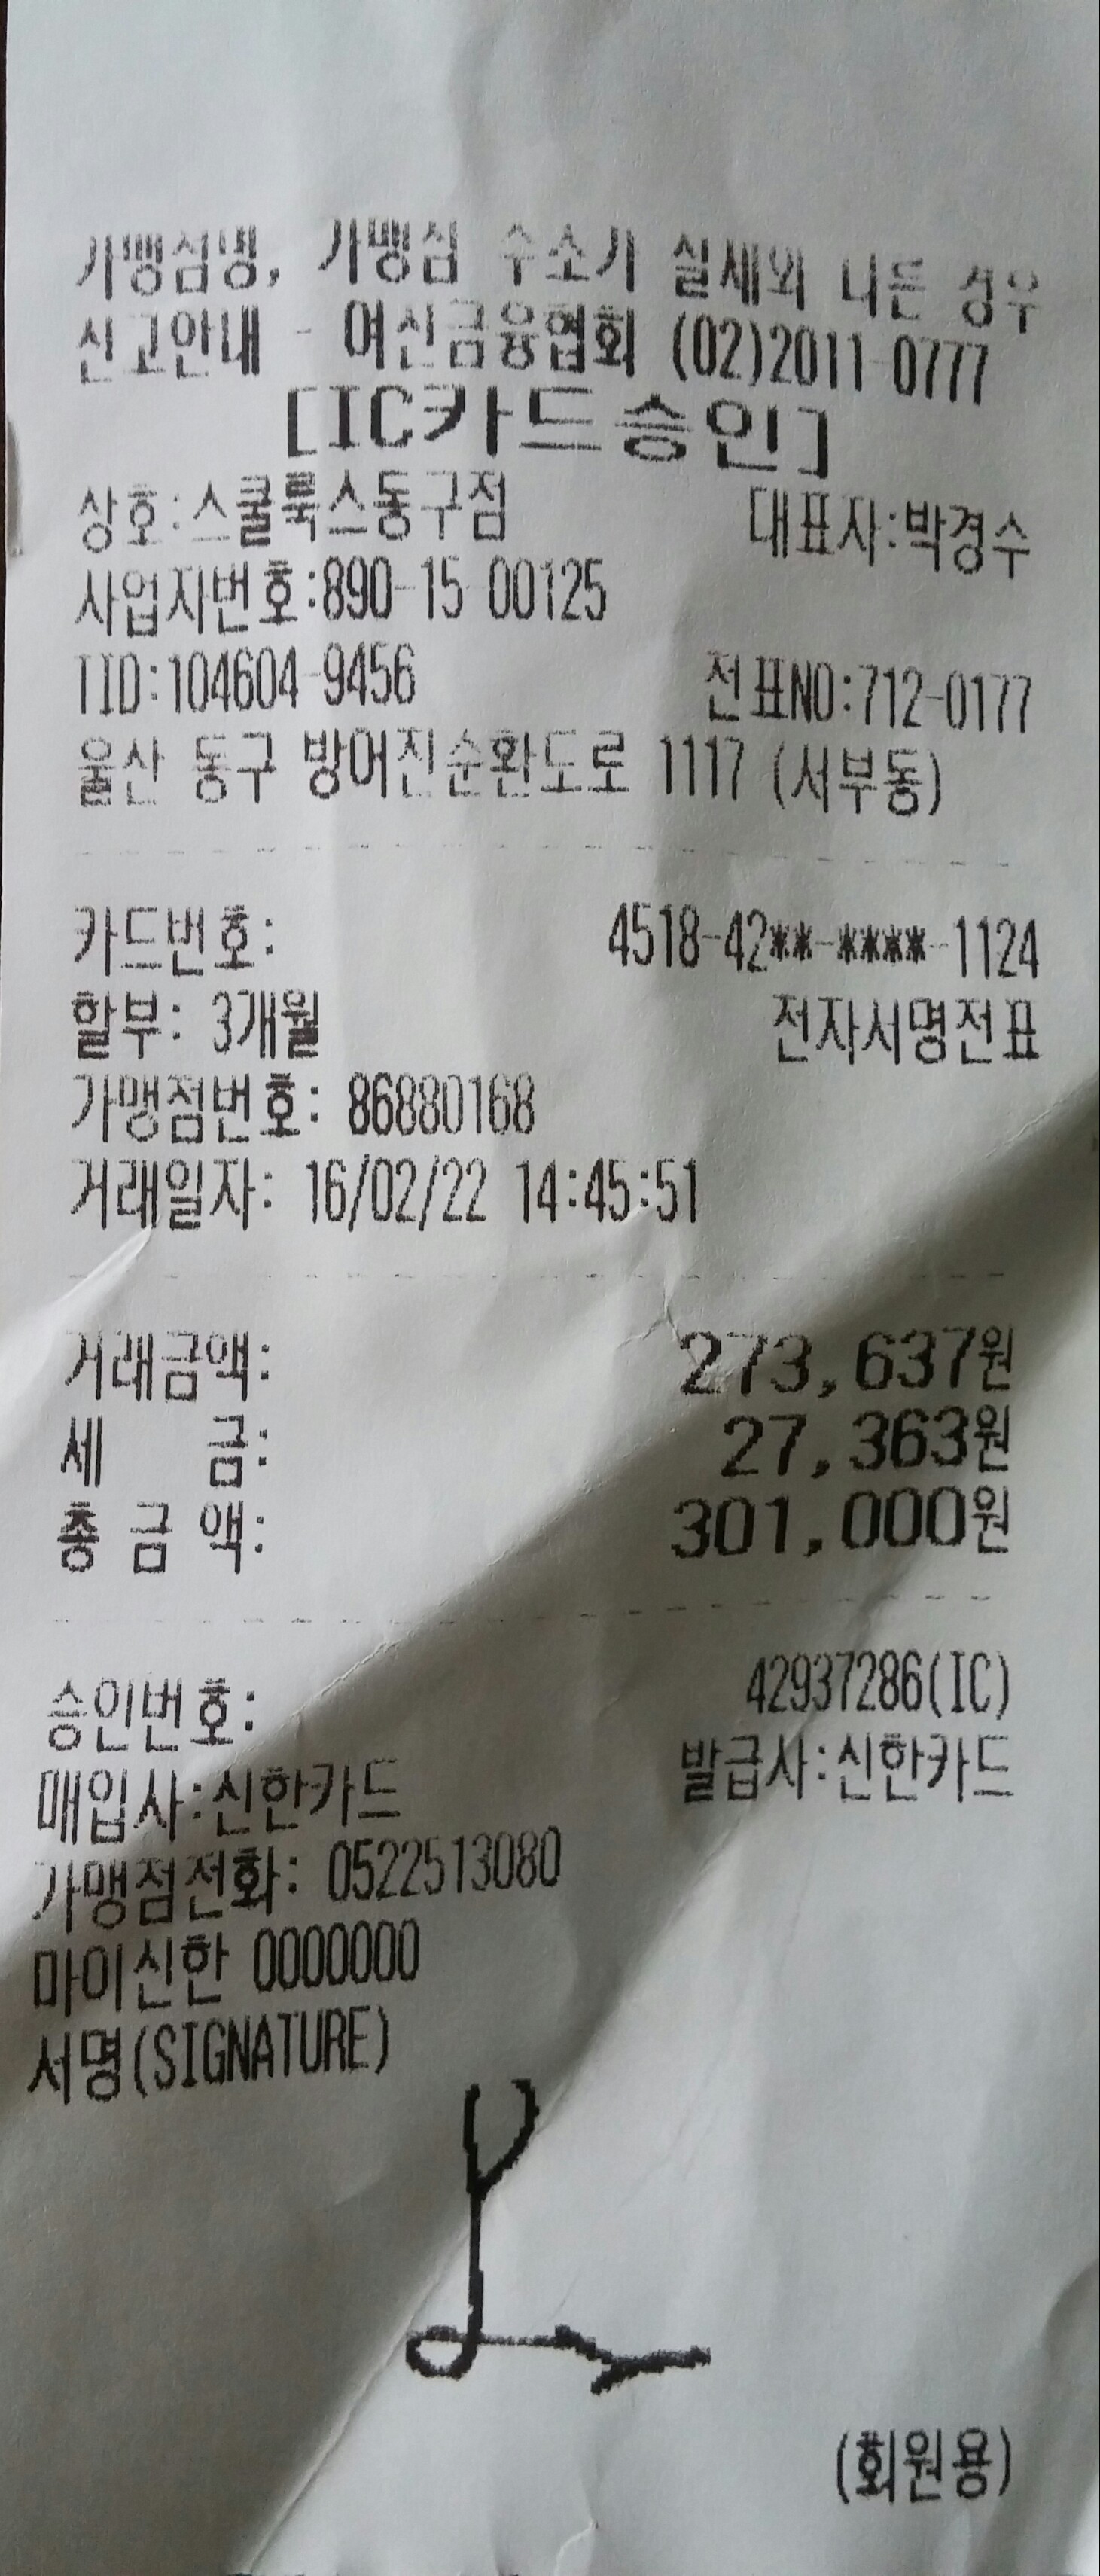 가맹점명, 가맹점 주소가 실제와 다른 경우
신고안내 - 여신금융협회 (02)2011-0777
[IC카드승인]
상호:스쿨룩스동구점 대표자:박경수
사업자번호:890-15-00125
TID:104604-9456 전표NO:712-0177
울산 동구 방어진순환도로 1117 (서부동)
카드번호: 4518-42**-****-1124
할부: 3개월 전자서명전표
가맹점번호: 86880168
거래일자: 16/02/22 14:45:51
거래금액: 273,637원
세 금: 27,363원
총 금 액: 301,000원
승인번호: 42937286(IC)
매입사:신한카드 발급사:신한카드
가맹점전화: 0522513080
마이신한 0000000
서명(SIGNATURE)
(회원용)